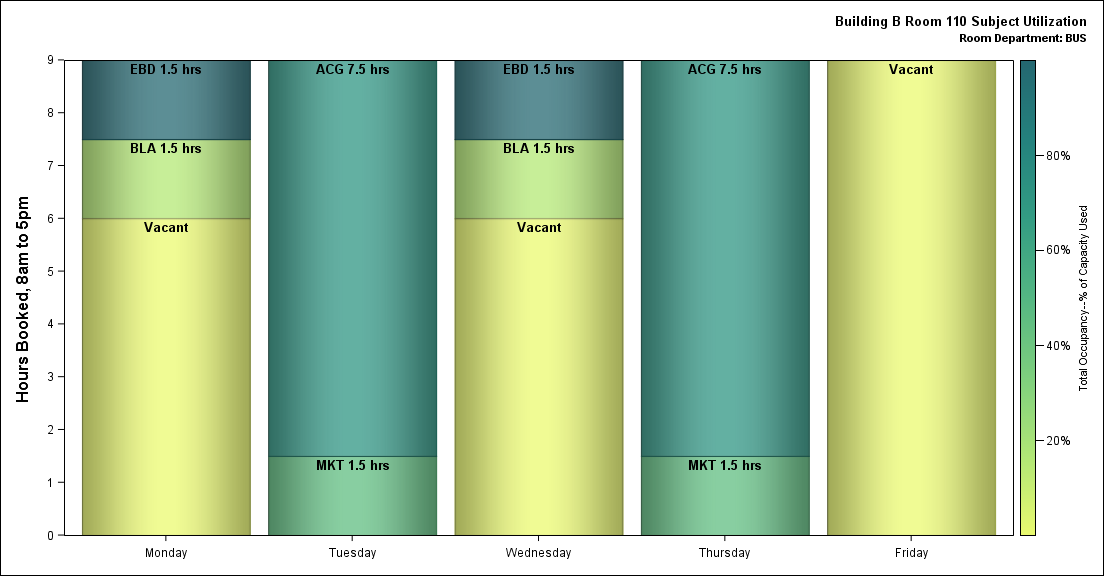 Building B Room 110 Subject Utilization
Room Department: BUS
Hours Booked, 8am to 5pm
9
8
7
6
5
4
3
2
1
0
EBD 1.5 hrs
BLA 1.5 hrs
Vacant
ACG 7.5 hrs
MKT 1.5 hrs
EBD 1.5 hrs
BLA 1.5 hrs
Vacant
ACG 7.5 hrs
MKT 1.5 hrs
Vacant
Monday
Tuesday
Wednesday
Thursday
Friday
80%
60%
40%
20%
Total Occupancy--% of Capacity Used